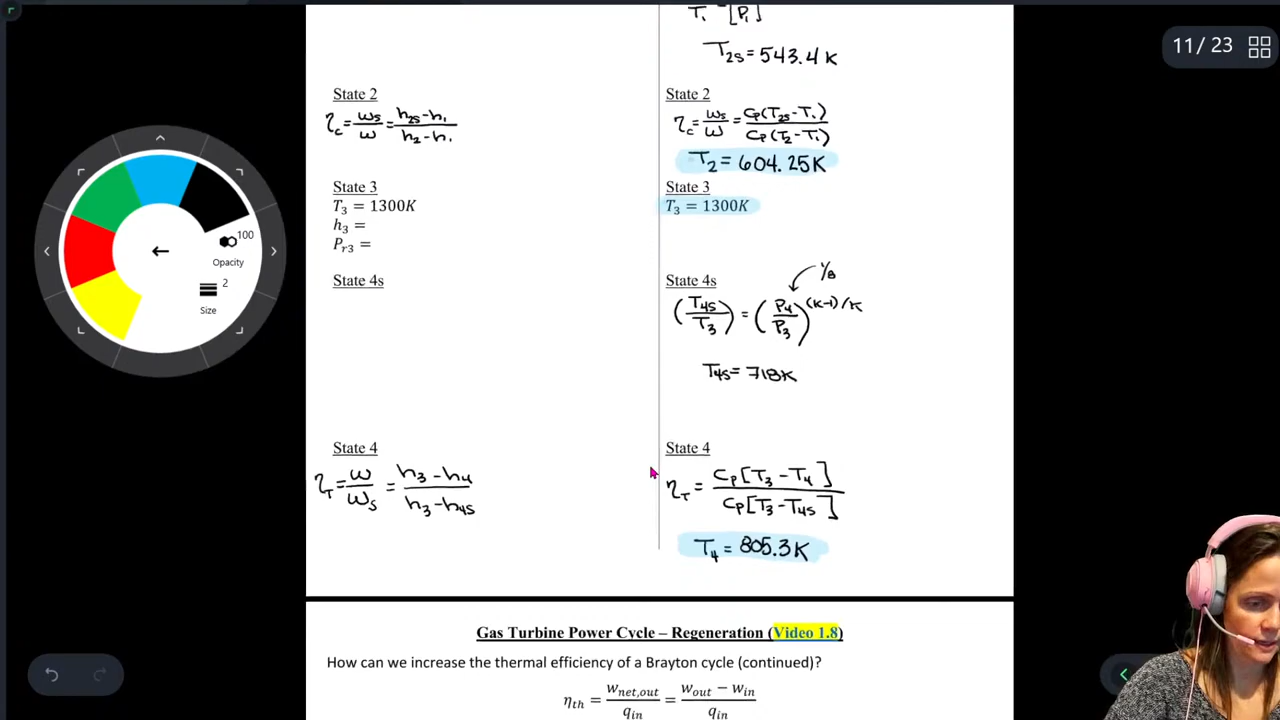 T₁ [P₁]
T2s = 543.4 K
11 / 23
100
Opacity
2
Size
State 2
ηc = ws/w = (h2s - h1)/(h2 - h1)
State 3
T3 = 1300K
h3 =
Pr3 =
State 4s
State 4
ηT = w/ws = (h3 - h4)/(h3 - h4s)
State 2
ηc = ws/w = Cp(T2s - T1)/Cp(T2 - T1)
T2 = 604.25K
State 3
T3 = 1300K
State 4s
1/8
(T4s/T3) = (P4/P3)^(k-1)/k
T4s = 718K
State 4
ηT = Cp[T3 - T4]/Cp[T3 - T4s]
T4 = 805.3K
Gas Turbine Power Cycle – Regeneration (Video 1.8)
How can we increase the thermal efficiency of a Brayton cycle (continued)?
ηth = wnet,out/qin = (wout − win)/qin